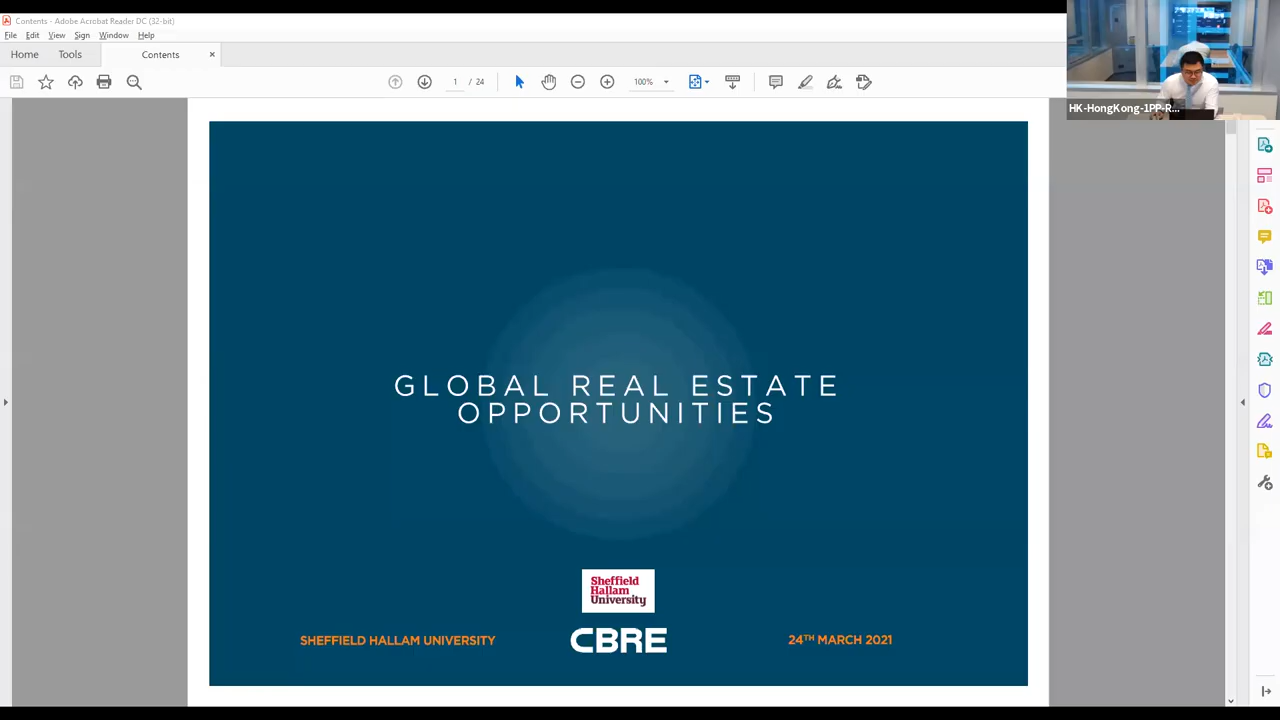 Contents - Adobe Acrobat Reader DC (32-bit)
File Edit View Sign Window Help
Home Tools Contents ×
1 / 24 100%
HK-HongKong-1PP-R...
GLOBAL REAL ESTATE
OPPORTUNITIES
Sheffield
Hallam
University
SHEFFIELD HALLAM UNIVERSITY CBRE 24TH MARCH 2021